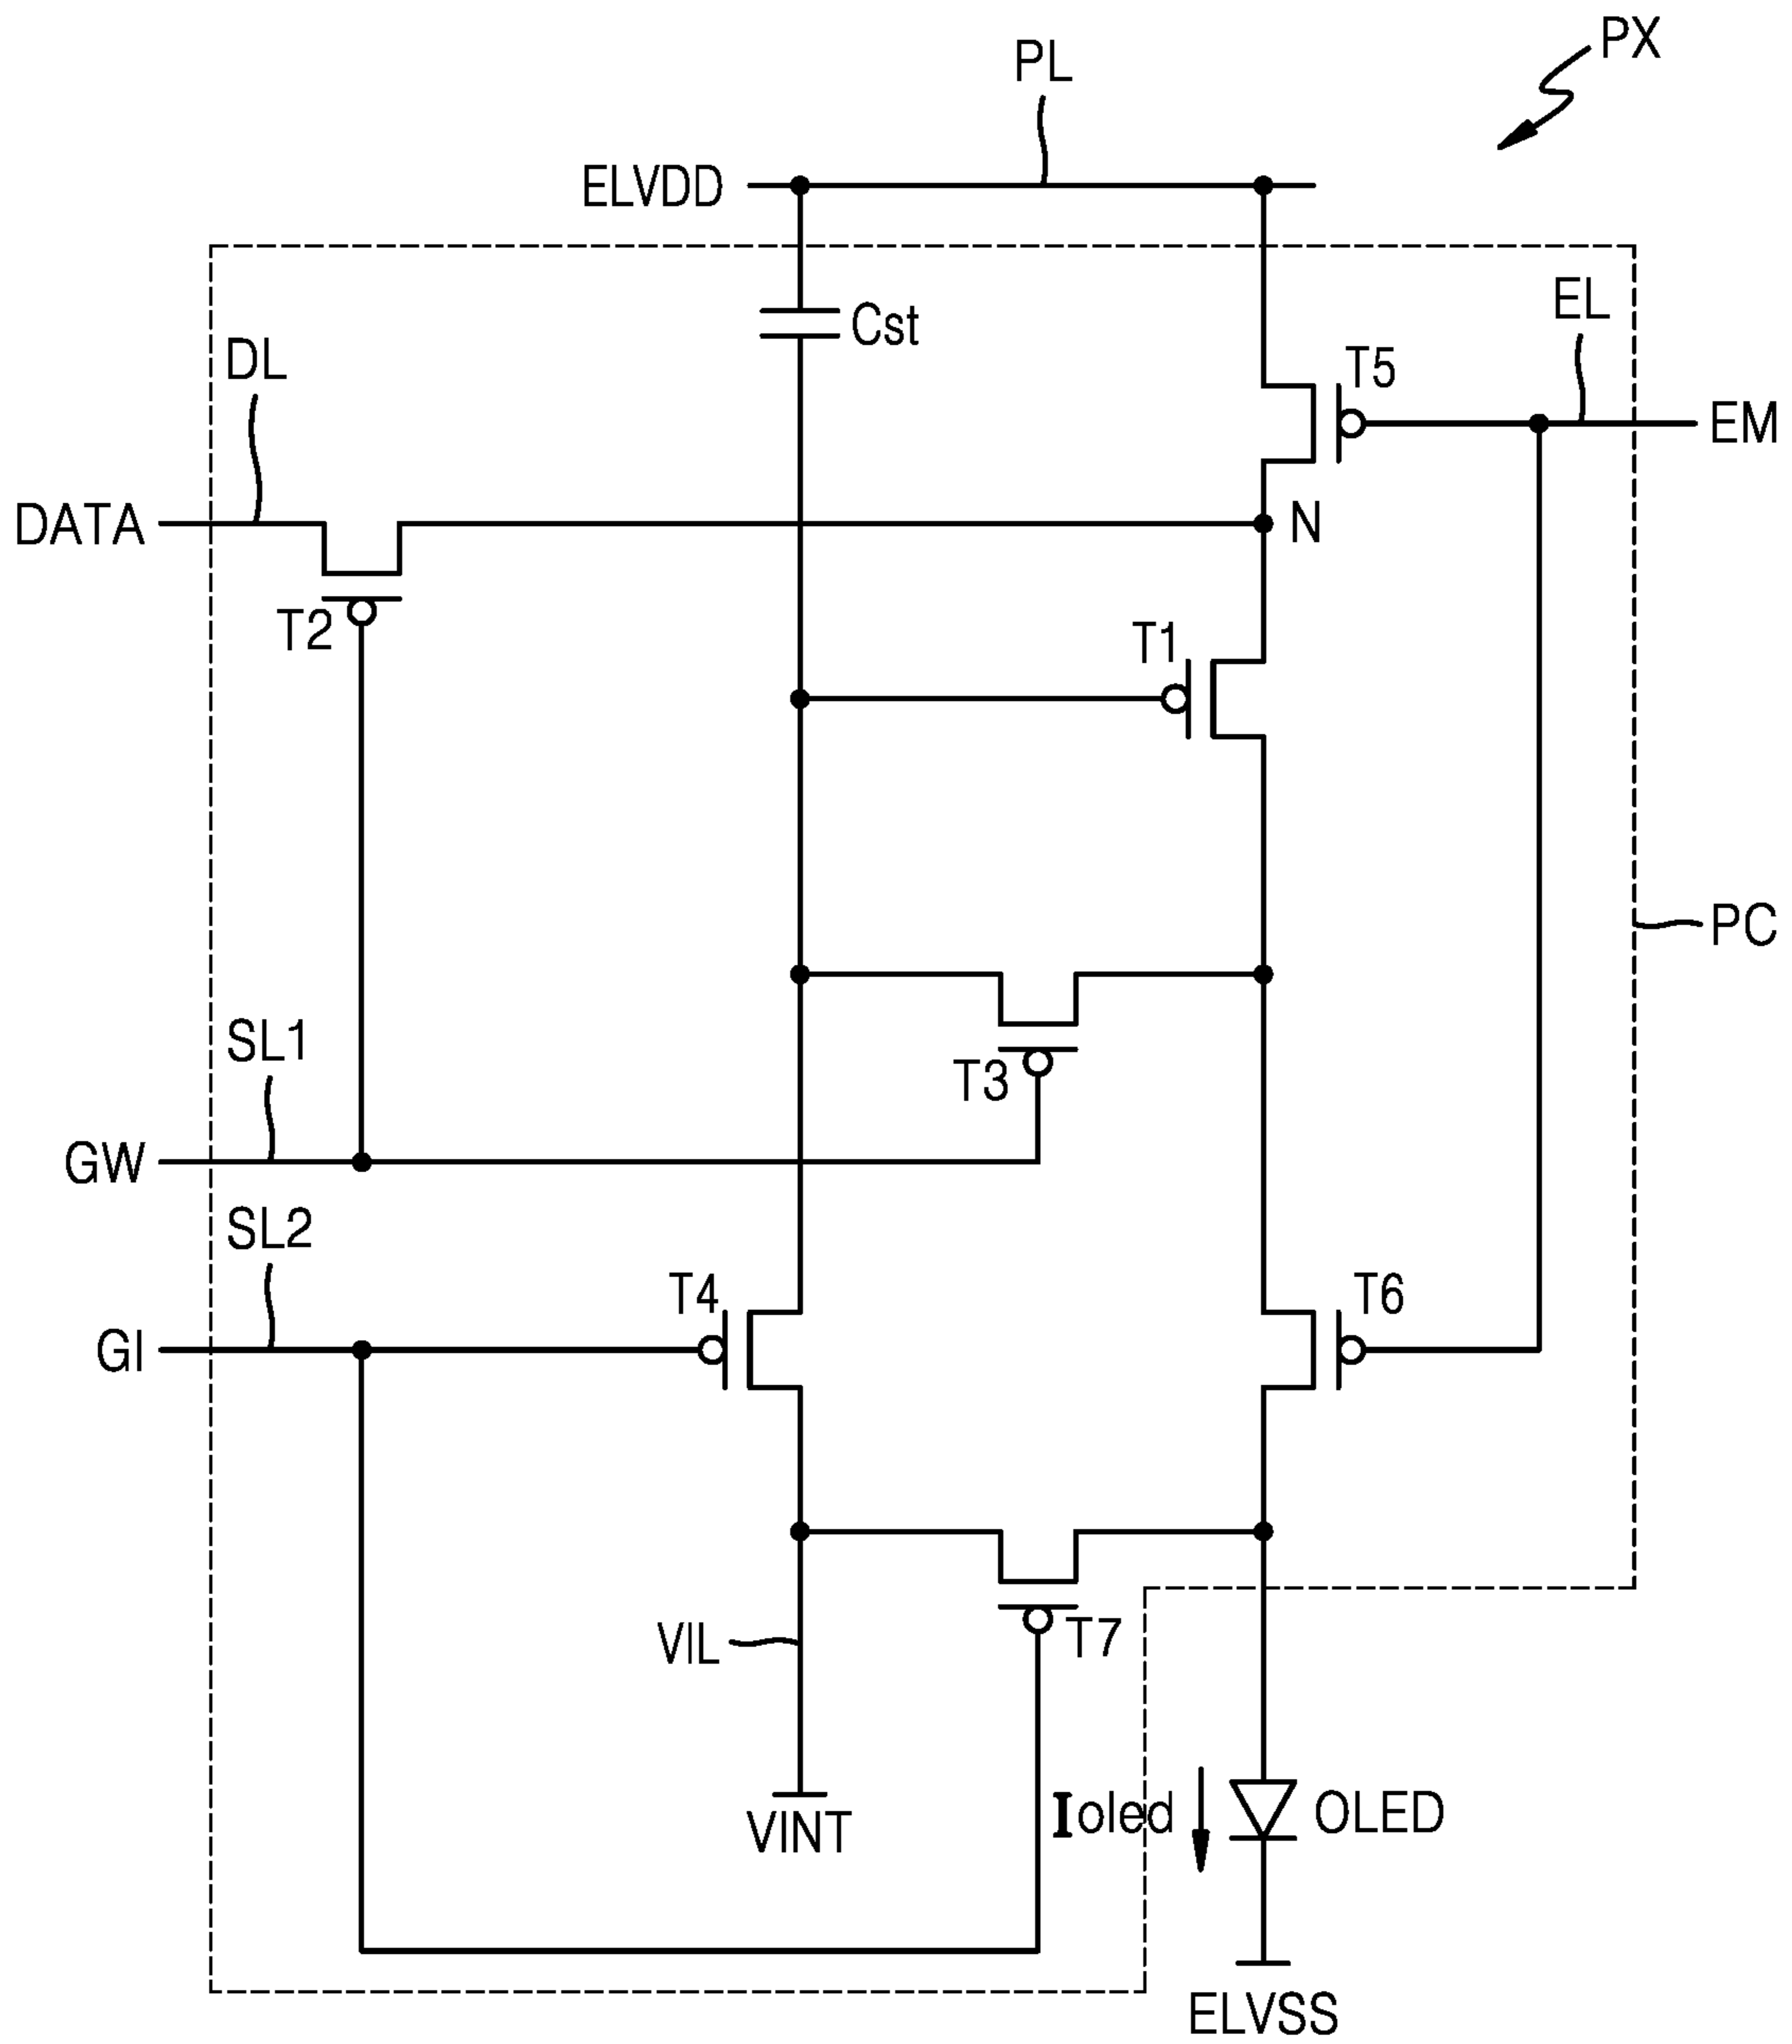 PX
PL
ELVDD
Cst
EL
DL
T5
EM
DATA
N
T2
T1
PC
SL1
T3
GW
SL2
T4
T6
GI
VIL
T7
VINT
Ioled
OLED
ELVSS